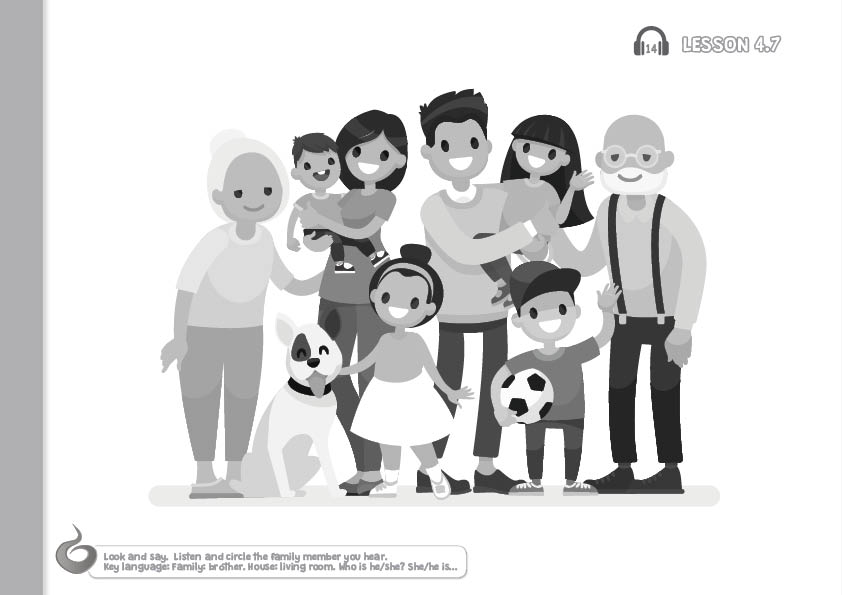 14 LESSON 4.7
Look and say. Listen and circle the family member you hear.
Key language: Family: brother. House: living room. Who is he/she? She/he is...